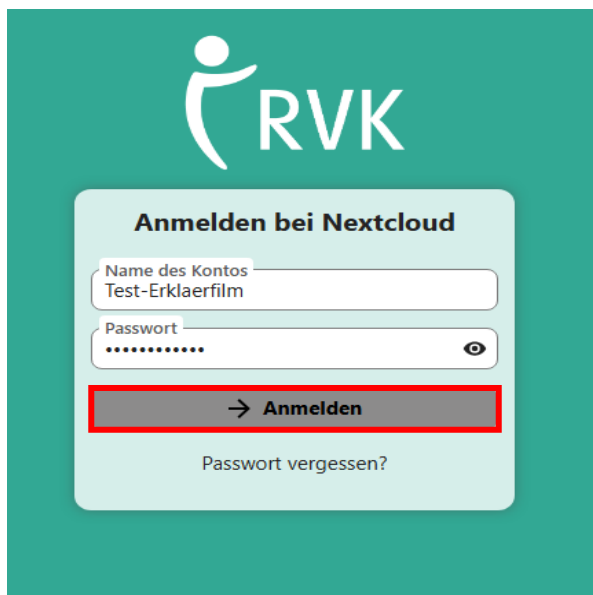 RVK
Anmelden bei Nextcloud
Name des Kontos
Test-Erklaerfilm
Passwort
••••••••••••
→ Anmelden
Passwort vergessen?